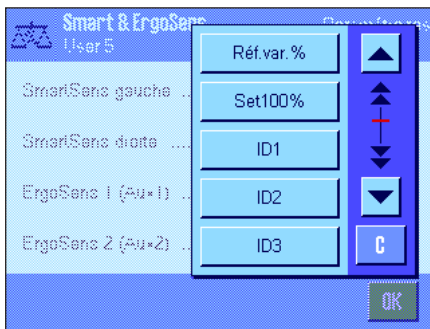 Smart & ErgoSens
User 5
SmartSens gauche ..
SmartSens droite ....
ErgoSens 1 (Aux1) ..
ErgoSens 2 (Aux2) ..
Réf.var.%
Set100%
ID1
ID2
ID3
C
OK